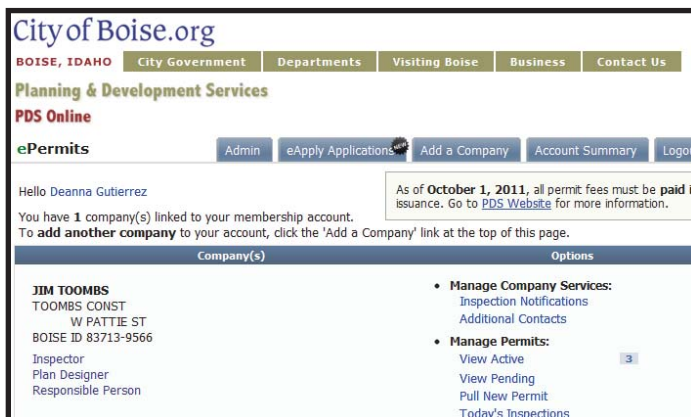 City of Boise.org
BOISE, IDAHO City Government Departments Visiting Boise Business Contact Us
Planning & Development Services
PDS Online
ePermits Admin eApply Applications NEW Add a Company Account Summary Logou
Hello Deanna Gutierrez
As of October 1, 2011, all permit fees must be paid i
issuance. Go to PDS Website for more information.
You have 1 company(s) linked to your membership account.
To add another company to your account, click the 'Add a Company' link at the top of this page.
Company(s) Options
JIM TOOMBS
TOOMBS CONST
W PATTIE ST
BOISE ID 83713-9566
Inspector
Plan Designer
Responsible Person
• Manage Company Services:
Inspection Notifications
Additional Contacts
• Manage Permits:
View Active 3
View Pending
Pull New Permit
Today's Inspections